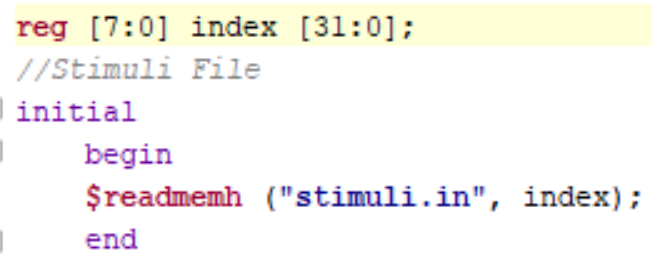 reg [7:0] index [31:0];
//Stimuli File
initial
begin
$readmemh ("stimuli.in", index);
end